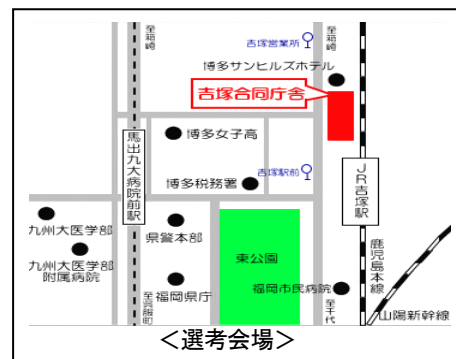 至箱崎
吉塚営業所
至箱崎
博多サンヒルズホテル
吉塚合同庁舎
博多女子高
馬出九大病院前駅
吉塚駅前
JR吉塚駅
博多税務署
九州大医学部
県警本部
九州大医学部
附属病院
東公園
鹿児島本線
福岡県庁
福岡市民病院
至呉服町
至千代
山陽新幹線
＜選考会場＞